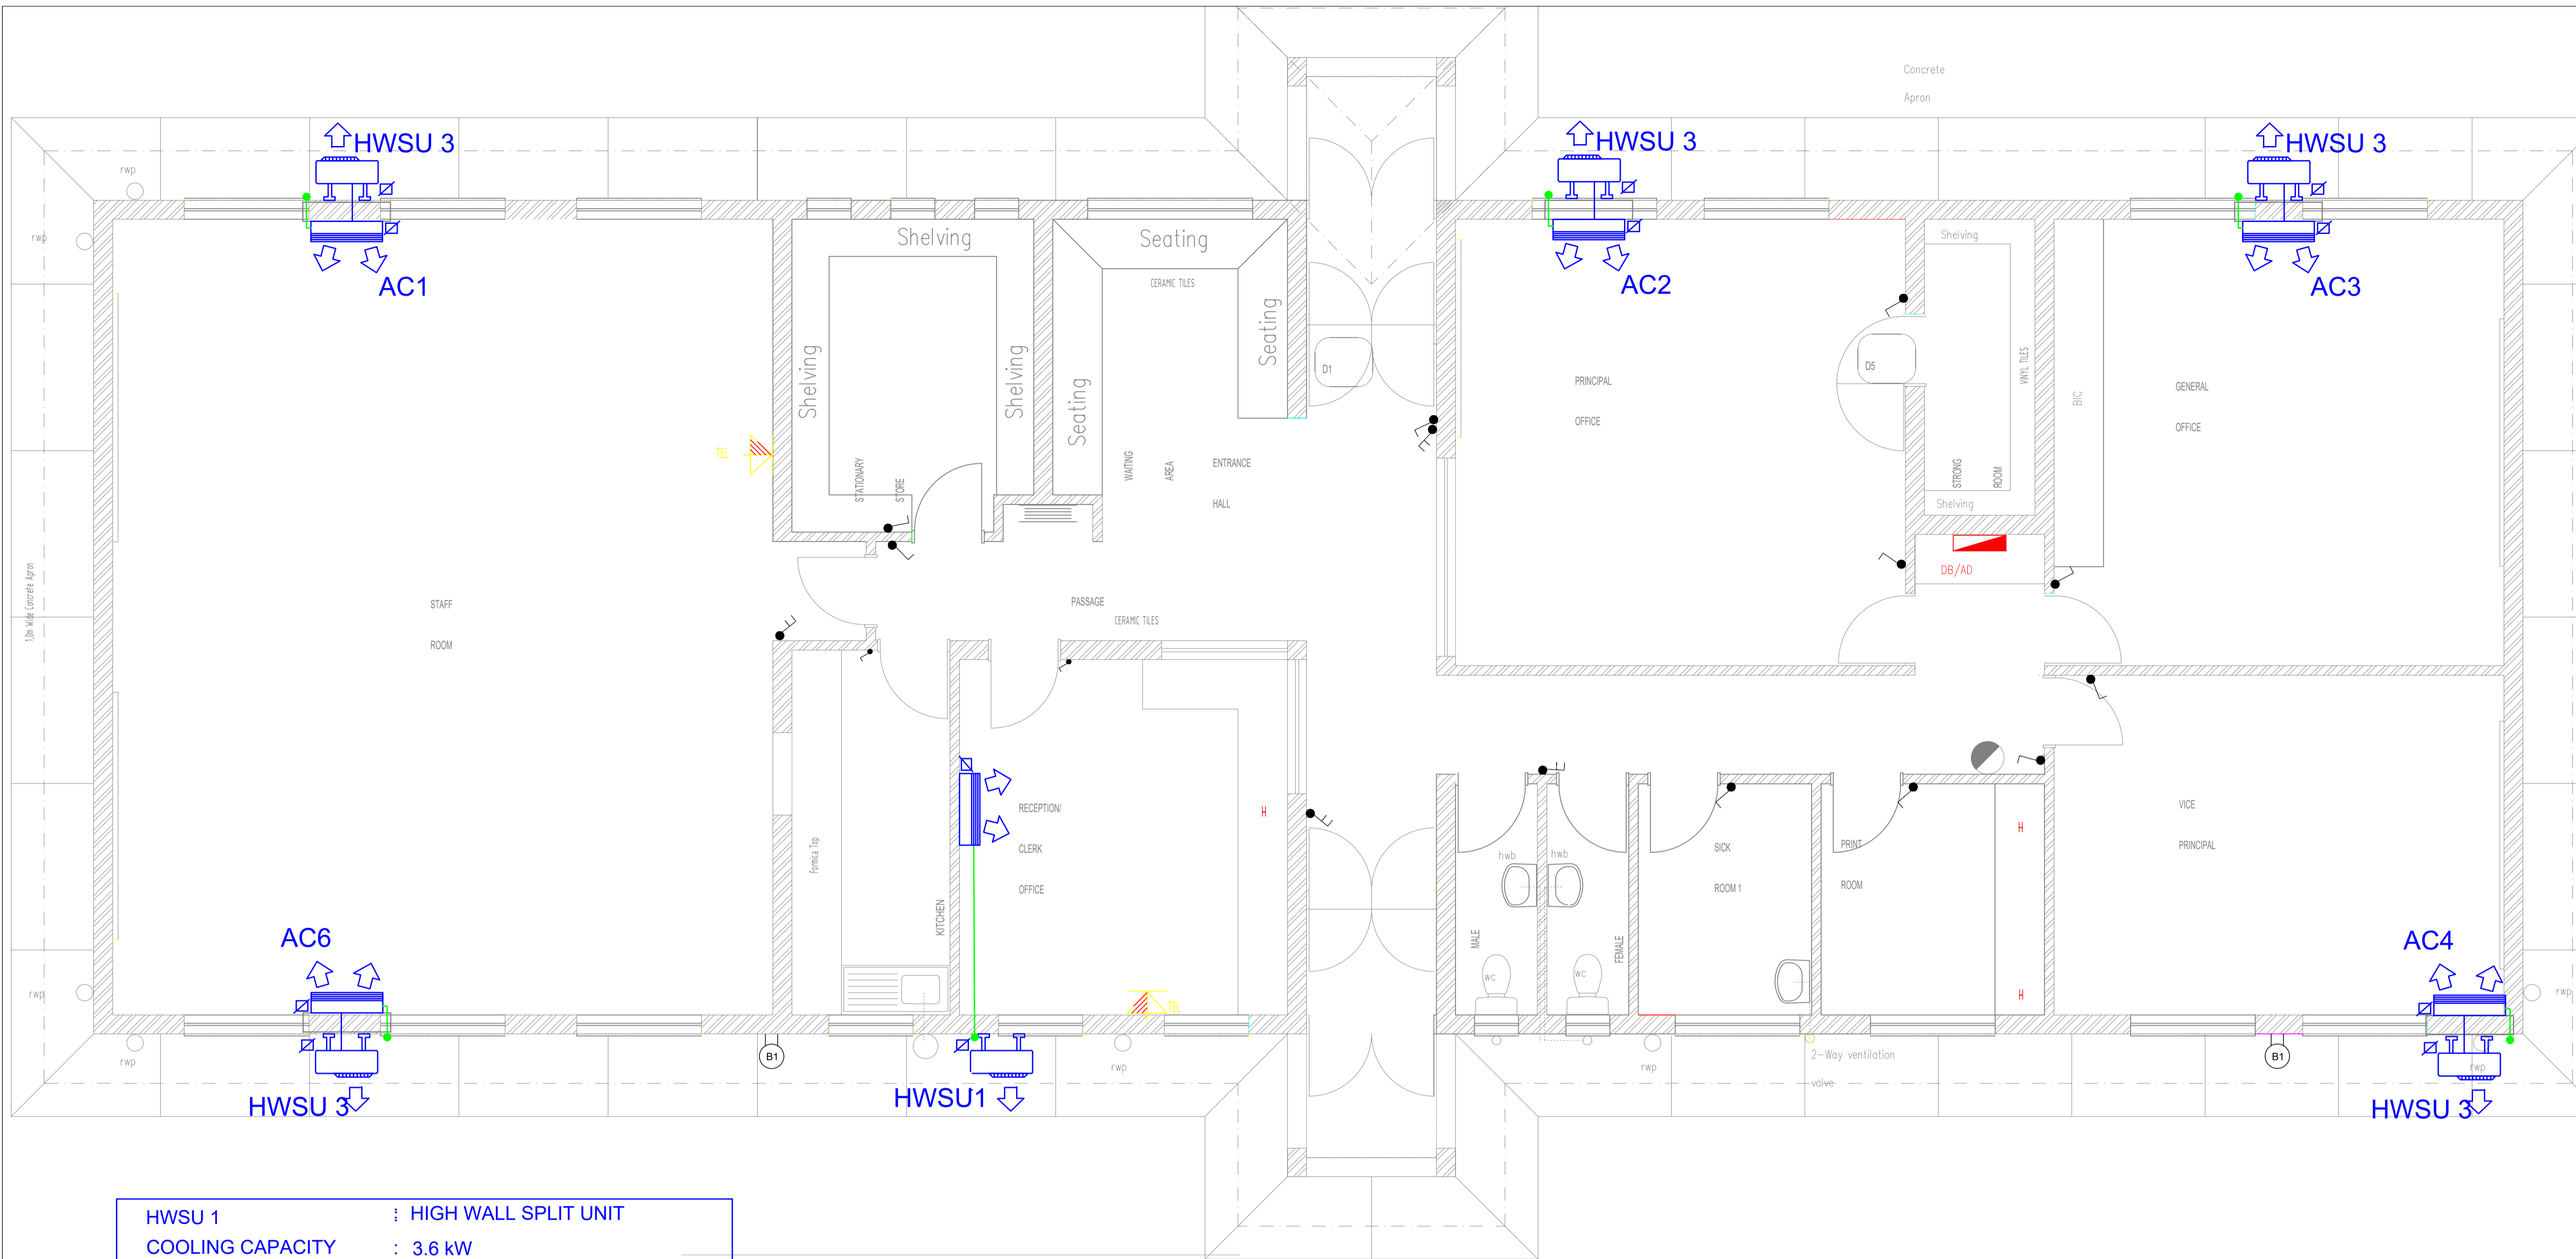 Concrete
Apron
HWSU 3
HWSU 3
HWSU 3
rwp
rwp
AC1
AC2
AC3
Shelving
Seating
CERAMIC TILES
Seating
Shelving
Shelving
Seating
Shelving
VINYL TILES
D1
D5
PRINCIPAL
OFFICE
BIC
GENERAL
OFFICE
TEL
STATIONARY
STORE
WAITING
AREA
ENTRANCE
HALL
STRONG
ROOM
Shelving
DB/AD
1,0m Wide Concrete Apron
STAFF
ROOM
PASSAGE
CERAMIC TILES
RECEPTION/
CLERK
OFFICE
H
Formica Top
KITCHEN
hwb
hwb
SICK
ROOM 1
PRINT
ROOM
H
VICE
PRINCIPAL
MALE
FEMALE
wc
wc
H
AC6
AC4
rwp
rwp
TEL
rwp
B1
rwp
rwp
2-Way ventilation
valve
B1
rwp
HWSU 3
HWSU1
HWSU 3
HWSU 1 : HIGH WALL SPLIT UNIT
COOLING CAPACITY : 3.6 kW